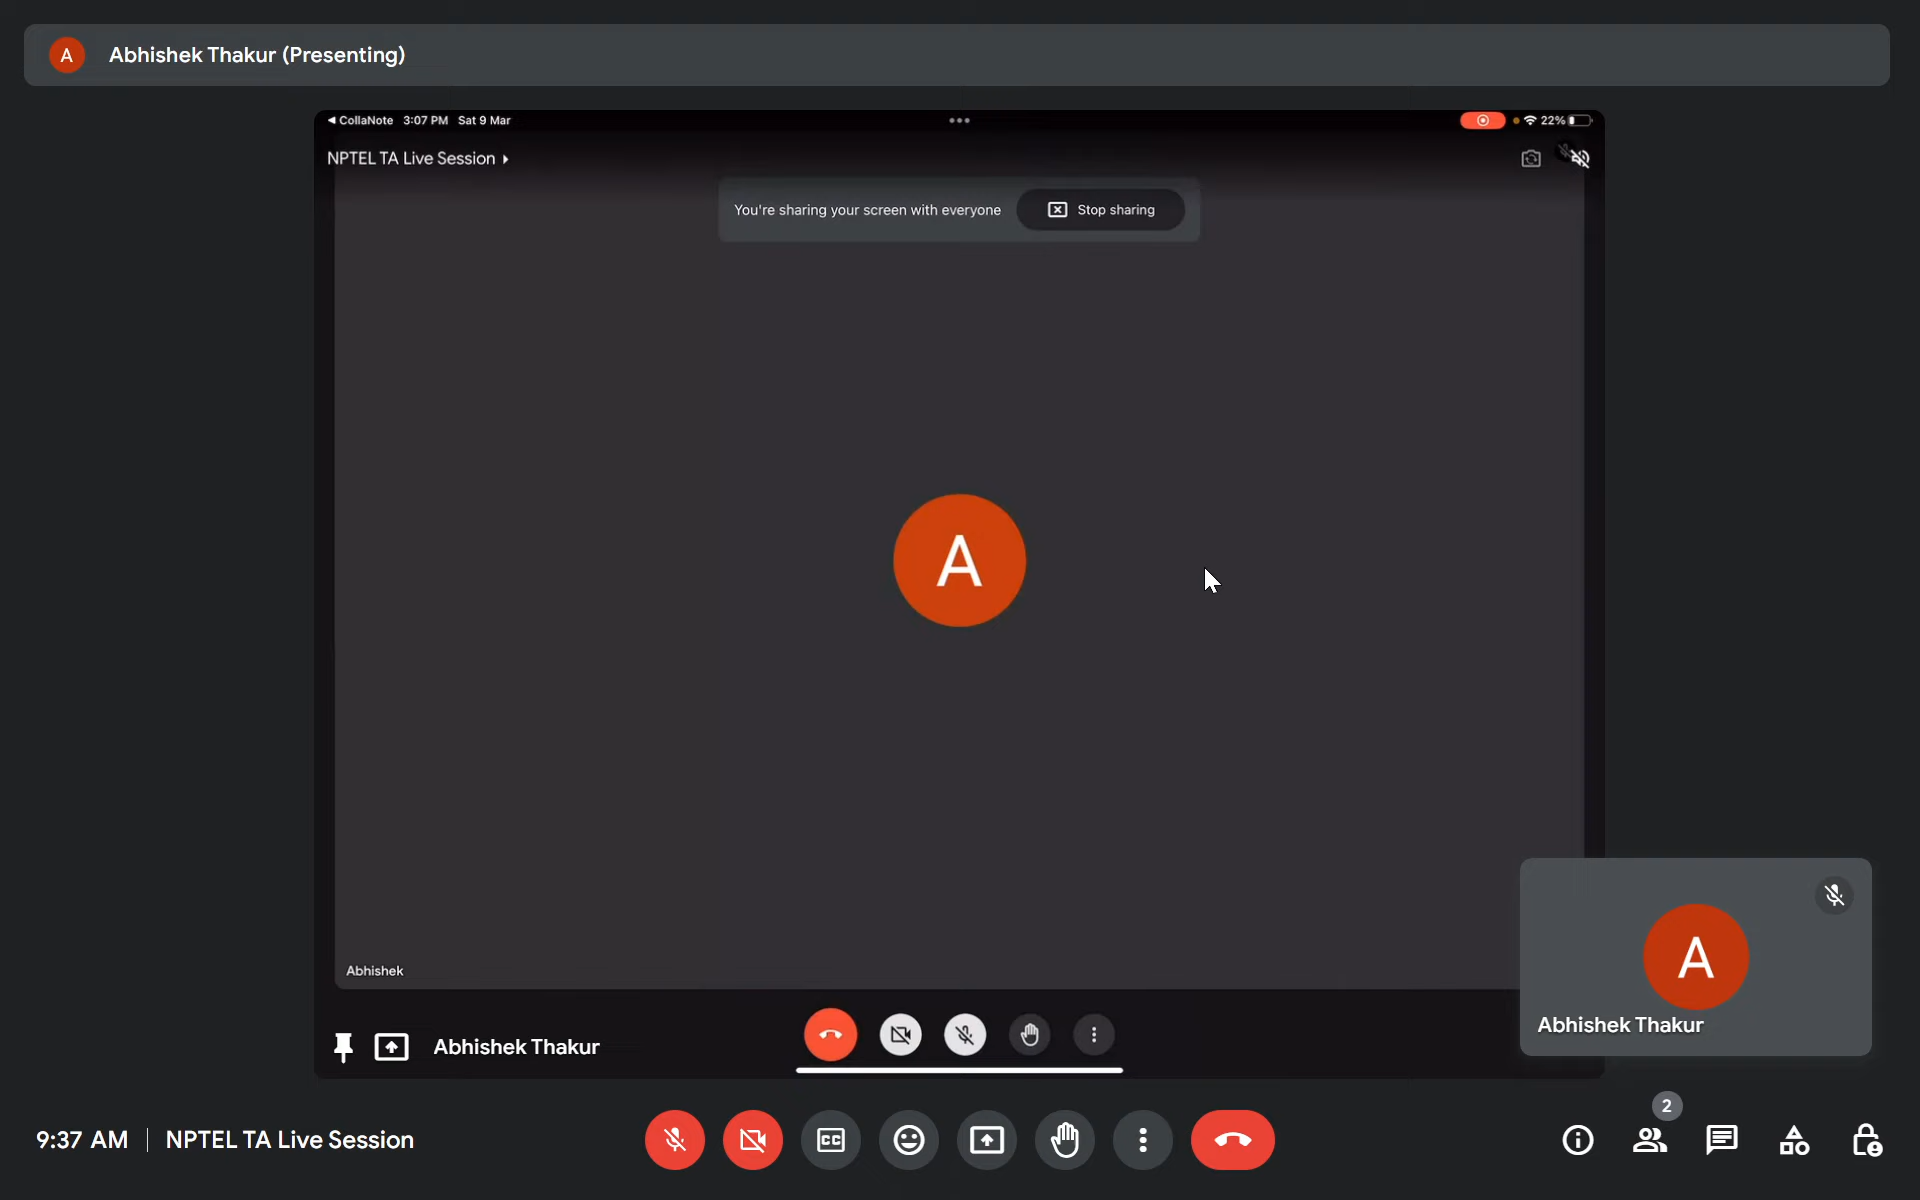 A Abhishek Thakur (Presenting)
CollaNote 3:07 PM Sat 9 Mar
22%
NPTEL TA Live Session
You're sharing your screen with everyone
Stop sharing
A
Abhishek
Abhishek Thakur
A
Abhishek Thakur
9:37 AM | NPTEL TA Live Session
CC
2